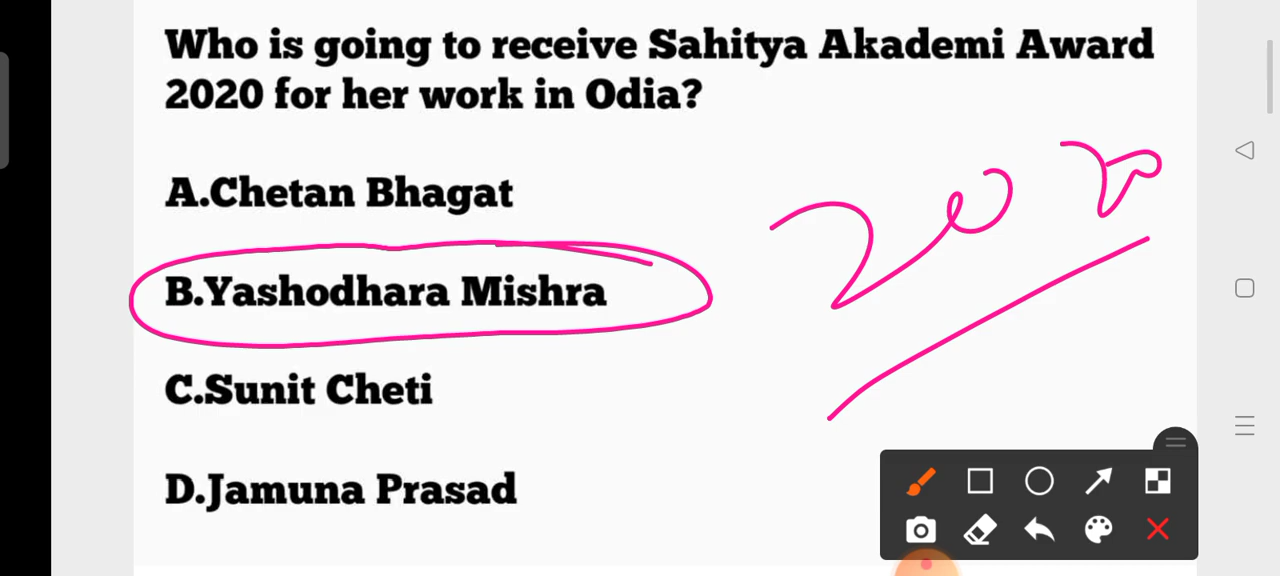 Who is going to receive Sahitya Akademi Award
2020 for her work in Odia?
A.Chetan Bhagat
B.Yashodhara Mishra
C.Sunit Cheti
D.Jamuna Prasad